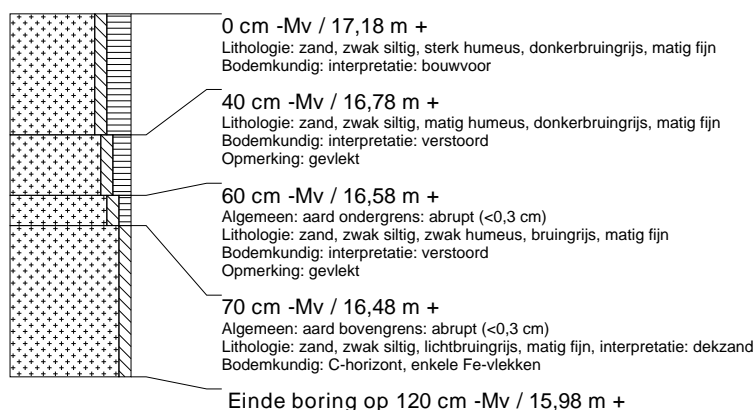 0 cm -Mv / 17,18 m +
Lithologie: zand, zwak siltig, sterk humeus, donkerbruingrijs, matig fijn
Bodemkundig: interpretatie: bouwvoor
40 cm -Mv / 16,78 m +
Lithologie: zand, zwak siltig, matig humeus, donkerbruingrijs, matig fijn
Bodemkundig: interpretatie: verstoord
Opmerking: gevlekt
60 cm -Mv / 16,58 m +
Algemeen: aard ondergrens: abrupt (<0,3 cm)
Lithologie: zand, zwak siltig, zwak humeus, bruingrijs, matig fijn
Bodemkundig: interpretatie: verstoord
Opmerking: gevlekt
70 cm -Mv / 16,48 m +
Algemeen: aard bovengrens: abrupt (<0,3 cm)
Lithologie: zand, zwak siltig, lichtbruingrijs, matig fijn, interpretatie: dekzand
Bodemkundig: C-horizont, enkele Fe-vlekken
Einde boring op 120 cm -Mv / 15,98 m +